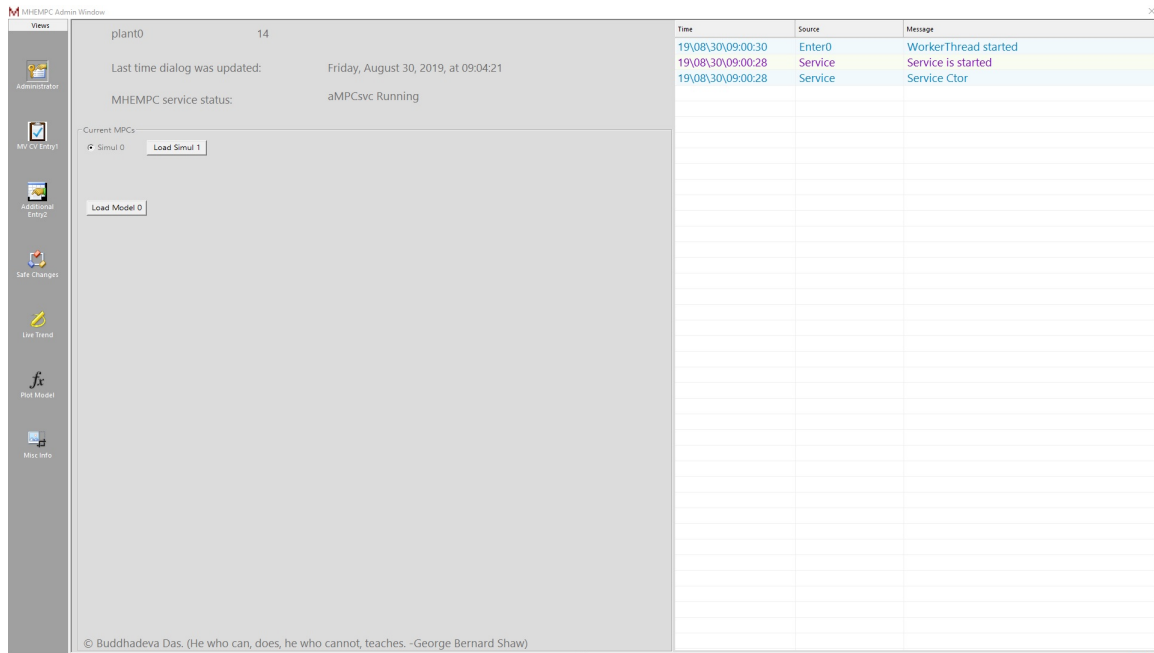 MHEMPC Admin Window
Views
Administrator
MV CV Entry1
Additional
Entry2
Safe Changes
Live Trend
fx
Plot Model
Misc Info
plant0 14
Last time dialog was updated: Friday, August 30, 2019, at 09:04:21
MHEMPC service status: aMPCsvc Running
Current MPCs
Simul 0 Load Simul 1
Load Model 0
© Buddhadeva Das. (He who can, does, he who cannot, teaches. -George Bernard Shaw)
Time Source Message
19\08\30\09:00:30 Enter0 WorkerThread started
19\08\30\09:00:28 Service Service is started
19\08\30\09:00:28 Service Service Ctor